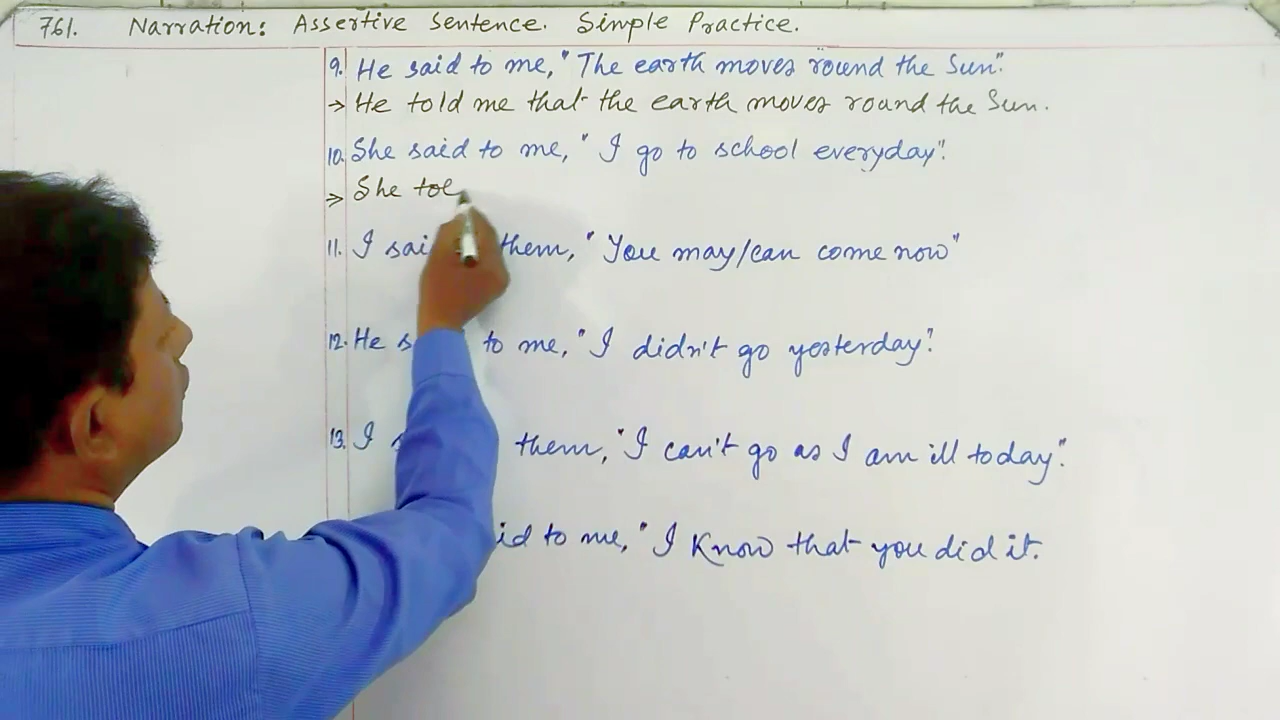 761. Narration: Assertive Sentence. Simple Practice.
9. He said to me, "The earth moves round the Sun".
→ He told me that the earth moves round the Sun.
10. She said to me, "I go to school everyday".
⇒ She tol
11. I sai them, "You may/can come now"
12. He s to me, "I didn't go yesterday".
13. I s them, "I can't go as I am ill today".
id to me, "I Know that you did it.